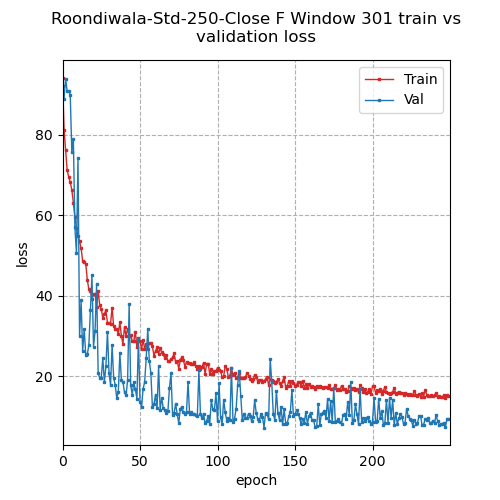 Roondiwala-Std-250-Close F Window 301 train vs
validation loss
Train
Val
80
60
40
20
loss
0
50
100
150
200
epoch